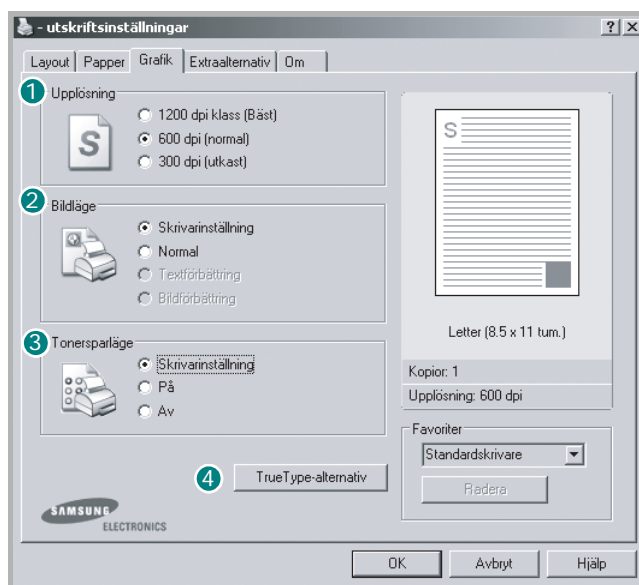 - utskriftsinställningar
Layout Papper Grafik Extraalternativ Om
1 Upplösning
1200 dpi klass (Bäst)
S
600 dpi (normal)
300 dpi (utkast)
2 Bildläge
Skrivarinställning
Normal
Textförbättring
Bildförbättring
3 Tonersparläge
Skrivarinställning
På
Av
4 TrueType-alternativ
SAMSUNG
ELECTRONICS
S
Letter (8.5 x 11 tum.)
Kopior: 1
Upplösning: 600 dpi
Favoriter
Standardskrivare
Radera
OK Avbryt Hjälp